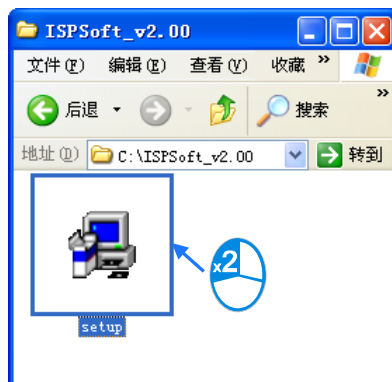 ISPSoft_v2.00
文件(F) 编辑(E) 查看(V) 收藏 »
后退 搜索 »
地址(D) C:\ISPSoft_v2.00 转到
x2
setup